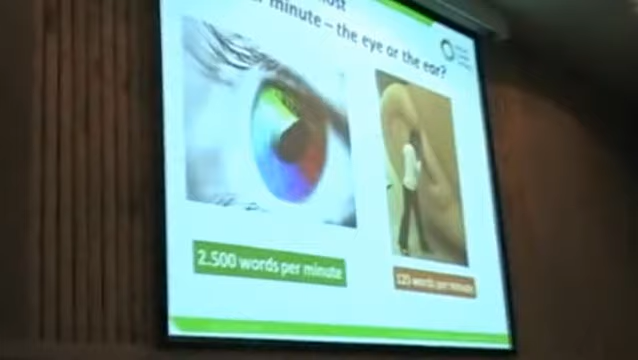 minute – the eye or the ear?
2.500 words per minute
125 words per minute